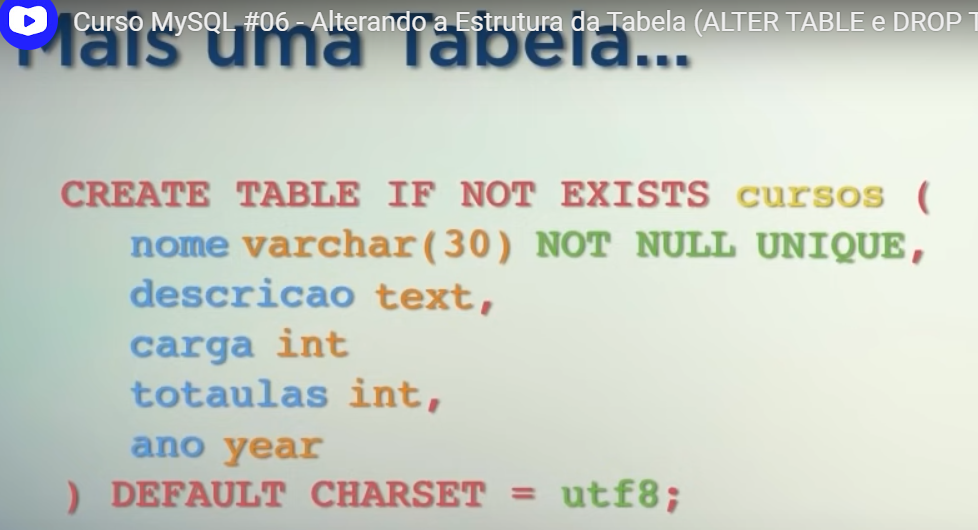 Curso MySQL #06 - Alterando a Estrutura da Tabela (ALTER TABLE e DROP T
Mais uma Tabela...
CREATE TABLE IF NOT EXISTS cursos (
nome varchar(30) NOT NULL UNIQUE,
descricao text,
carga int
totaulas int,
ano year
) DEFAULT CHARSET = utf8;